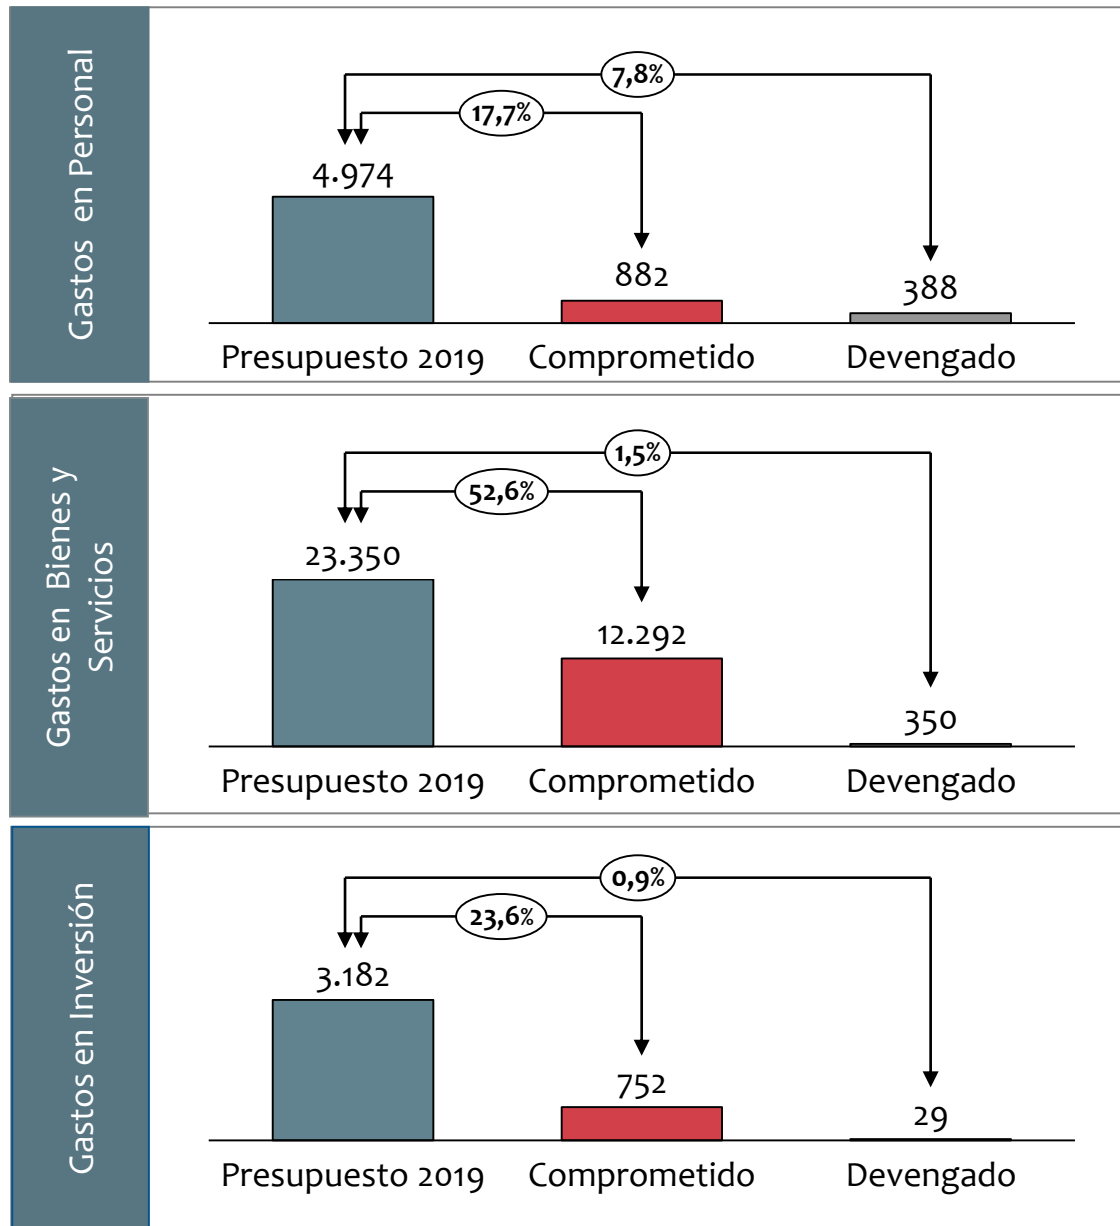 Gastos en Personal
7,8%
17,7%
4.974
882
388
Presupuesto 2019 Comprometido Devengado
Gastos en Bienes y
Servicios
1,5%
52,6%
23.350
12.292
350
Presupuesto 2019 Comprometido Devengado
Gastos en Inversión
0,9%
23,6%
3.182
752
29
Presupuesto 2019 Comprometido Devengado